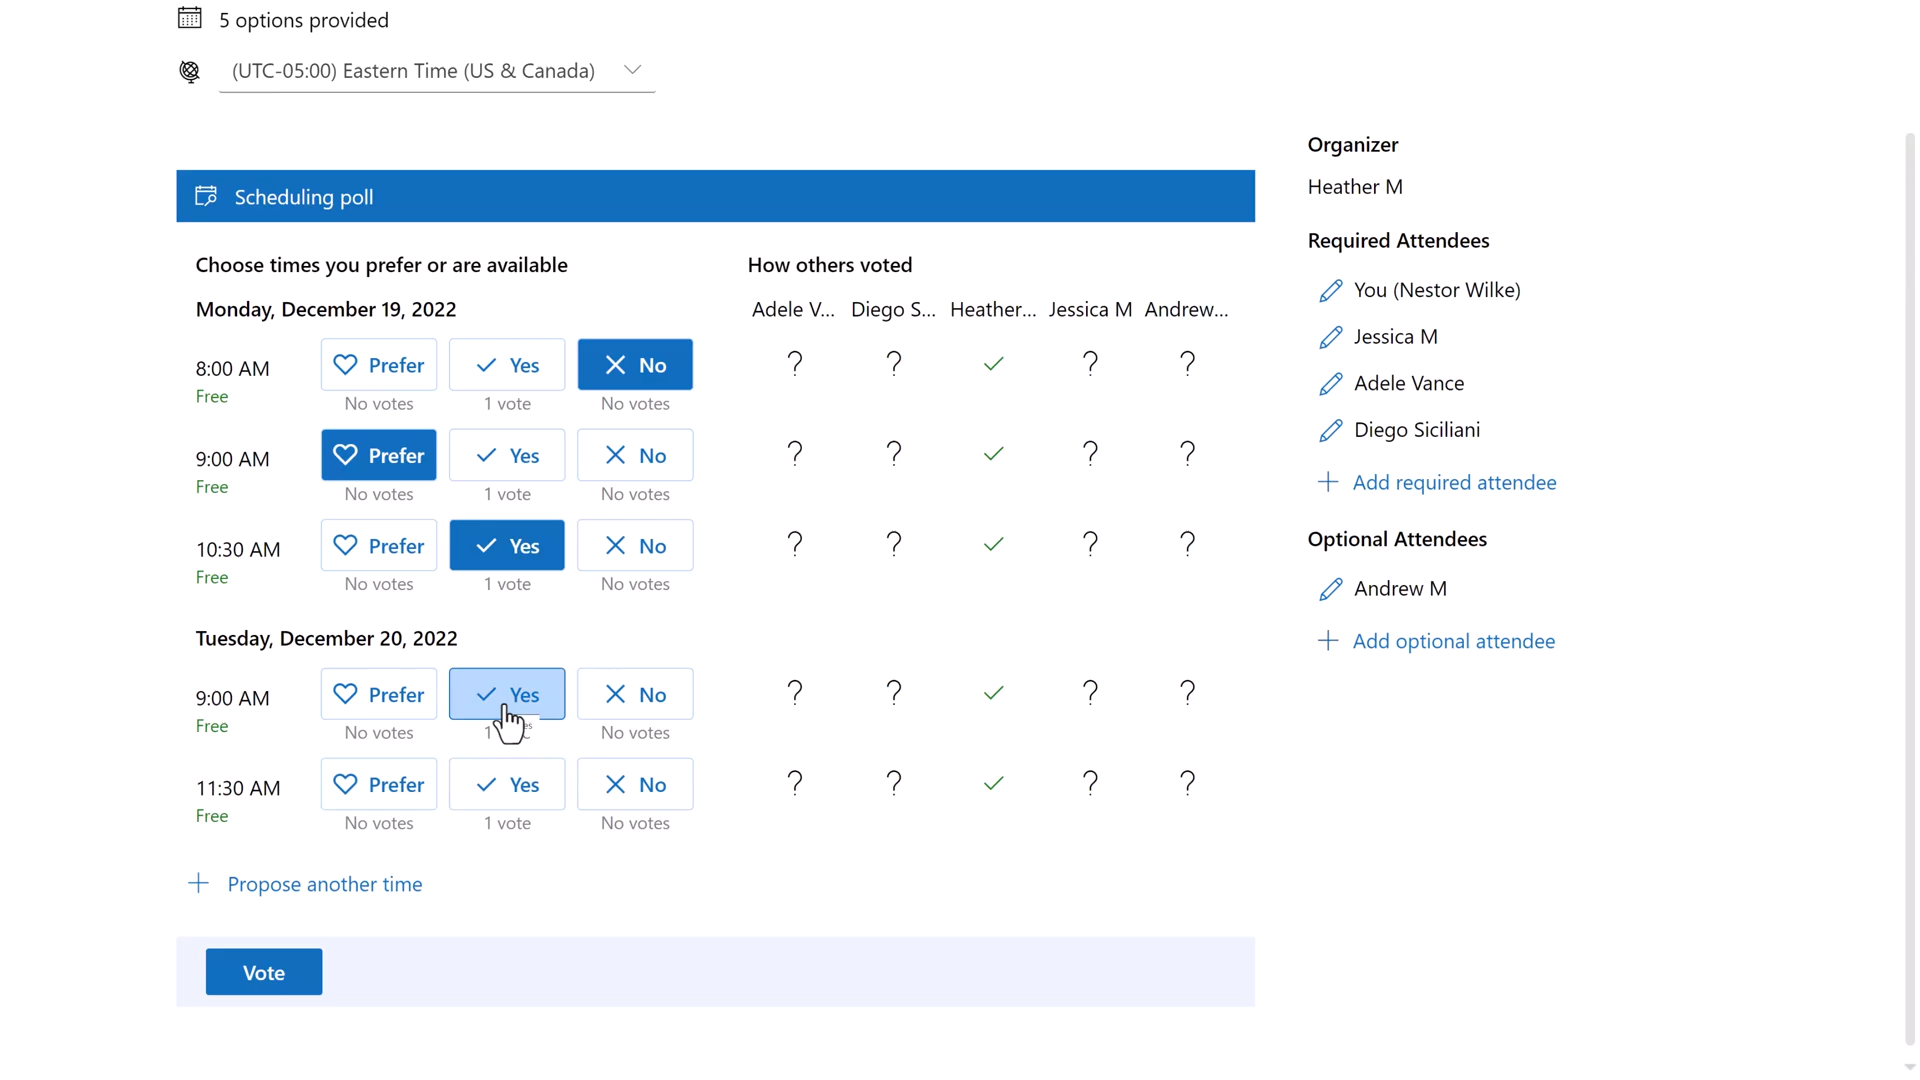 5 options provided
(UTC-05:00) Eastern Time (US & Canada)
Scheduling poll
Choose times you prefer or are available
How others voted
Monday, December 19, 2022
Adele V... Diego S... Heather... Jessica M Andrew...
8:00 AM Prefer Yes No ? ? ? ?
Free No votes 1 vote No votes
9:00 AM Prefer Yes No ? ? ? ?
Free No votes 1 vote No votes
10:30 AM Prefer Yes No ? ? ? ?
Free No votes 1 vote No votes
Tuesday, December 20, 2022
9:00 AM Prefer Yes No ? ? ? ?
Free No votes 1 No votes
11:30 AM Prefer Yes No ? ? ? ?
Free No votes 1 vote No votes
Propose another time
Vote
Organizer
Heather M
Required Attendees
You (Nestor Wilke)
Jessica M
Adele Vance
Diego Siciliani
Add required attendee
Optional Attendees
Andrew M
Add optional attendee